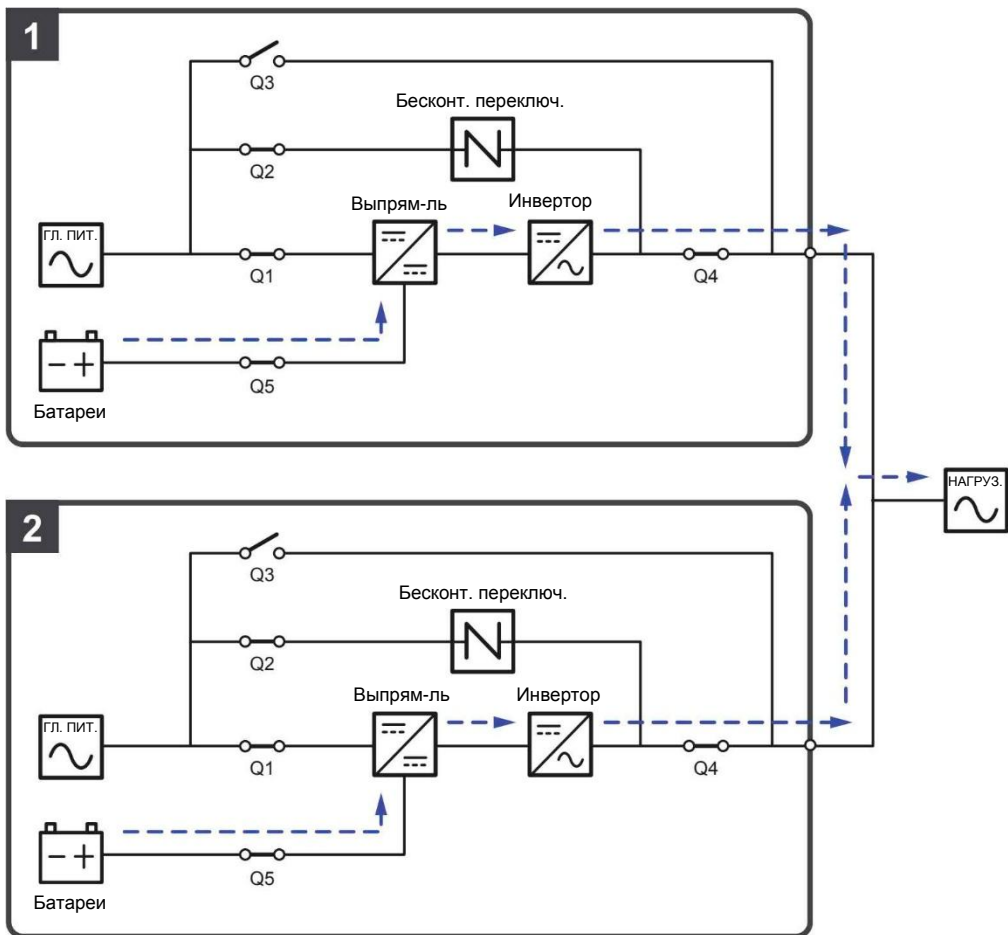 1
Q3
Бесконт. переключ.
Q2
Выпрям-ль
Инвертор
ГЛ. ПИТ.
Q1
Q4
Q5
Батареи
НАГРУЗ.
2
Q3
Бесконт. переключ.
Q2
Выпрям-ль
Инвертор
ГЛ. ПИТ.
Q1
Q4
Q5
Батареи